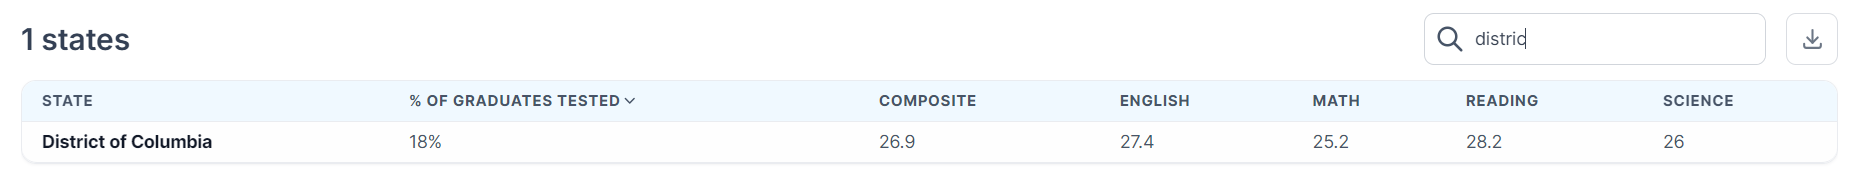 1 states
distric
STATE % OF GRADUATES TESTED COMPOSITE ENGLISH MATH READING SCIENCE
District of Columbia 18% 26.9 27.4 25.2 28.2 26